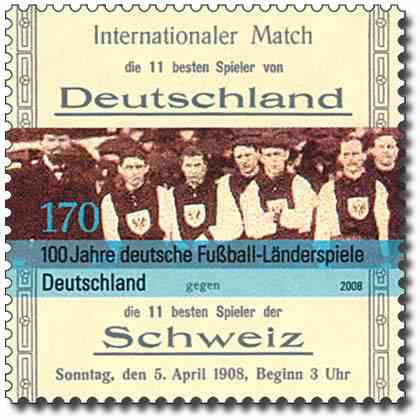 Internationaler Match
die 11 besten Spieler von
Deutschland
170
100 Jahre deutsche Fußball-Länderspiele
Deutschland gegen 2008
die 11 besten Spieler der
Schweiz
Sonntag, den 5. April 1908, Beginn 3 Uhr